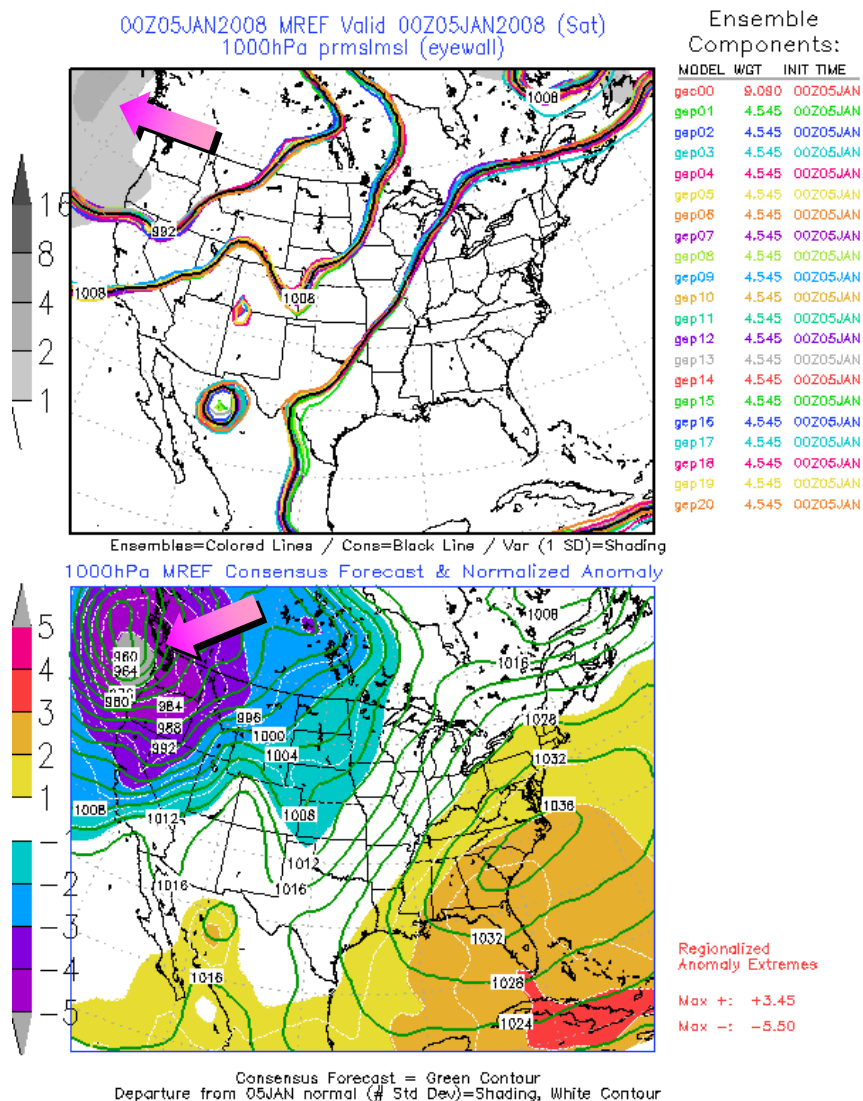 00Z05JAN2008 MREF Valid 00Z05JAN2008 (Sat)
1000hPa prmslmsl (eyewall)
Ensemble
Components:
MODEL WGT INIT TIME
gec00 9.090 00Z05JAN
gep01 4.545 00Z05JAN
gep02 4.545 00Z05JAN
gep03 4.545 00Z05JAN
gep04 4.545 00Z05JAN
gep05 4.545 00Z05JAN
gep06 4.545 00Z05JAN
gep07 4.545 00Z05JAN
gep08 4.545 00Z05JAN
gep09 4.545 00Z05JAN
gep10 4.545 00Z05JAN
gep11 4.545 00Z05JAN
gep12 4.545 00Z05JAN
gep13 4.545 00Z05JAN
gep14 4.545 00Z05JAN
gep15 4.545 00Z05JAN
gep16 4.545 00Z05JAN
gep17 4.545 00Z05JAN
gep18 4.545 00Z05JAN
gep19 4.545 00Z05JAN
gep20 4.545 00Z05JAN
1008
16
992
8
1008
1008
4
2
1
Ensembles=Colored Lines / Cons=Black Line / Var (1 SD)=Shading
1000hPa MREF Consensus Forecast & Normalized Anomaly
5
4
3
2
1
-2
-3
-4
-5
1008
1016
960
964
980
984
988
992
996
1000
1004
1028
1032
1036
1008
1012
1008
1012
1016
1016
1016
1032
1028
1024
Regionalized
Anomaly Extremes
Max +: +3.45
Max -: -5.50
Consensus Forecast = Green Contour
Departure from 05JAN normal (# Std Dev)=Shading, White Contour